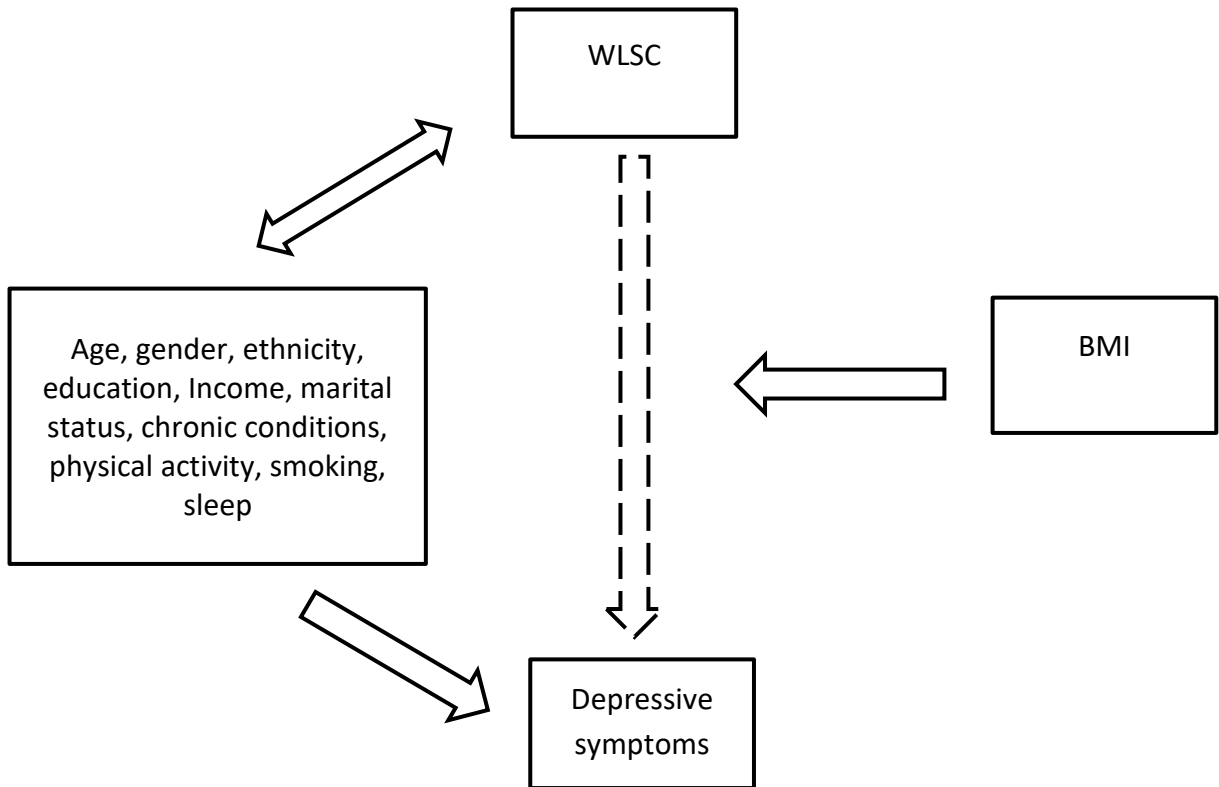 WLSC
Age, gender, ethnicity,
education, Income, marital
status, chronic conditions,
physical activity, smoking,
sleep
BMI
Depressive
symptoms